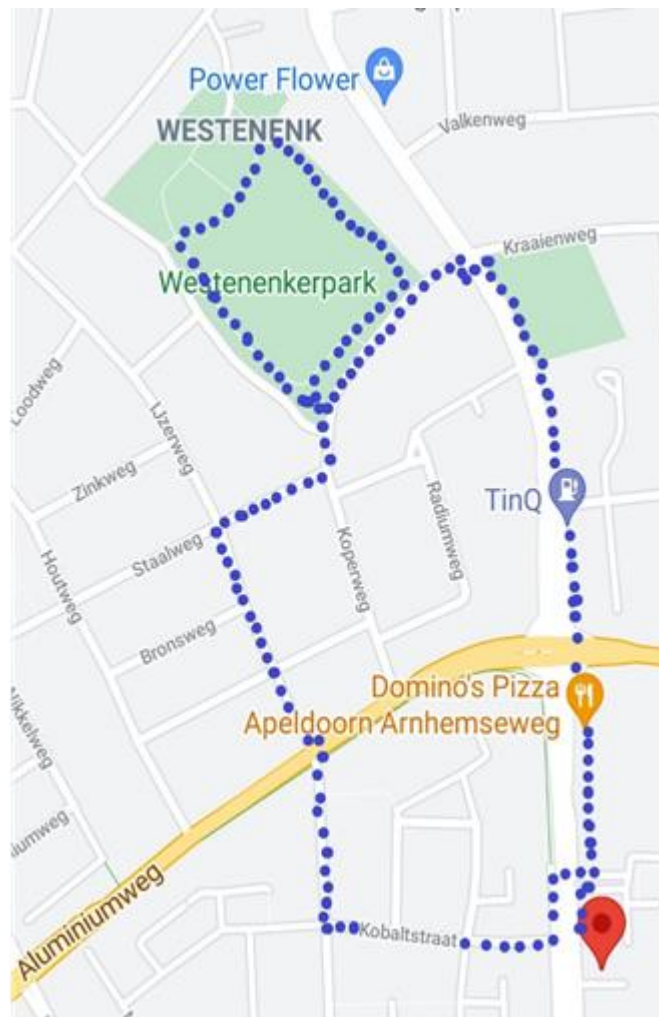 Power Flower
WESTENENK
Valkenweg
Kraaienweg
Westenenkerpark
Loodweg
IJzerweg
Zinkweg
TinQ
Radiumweg
Staalweg
Koperweg
Houtweg
Bronsweg
Nikkelweg
Domino's Pizza
Apeldoorn Arnhemseweg
Aluminiumweg
Kobaltstraat